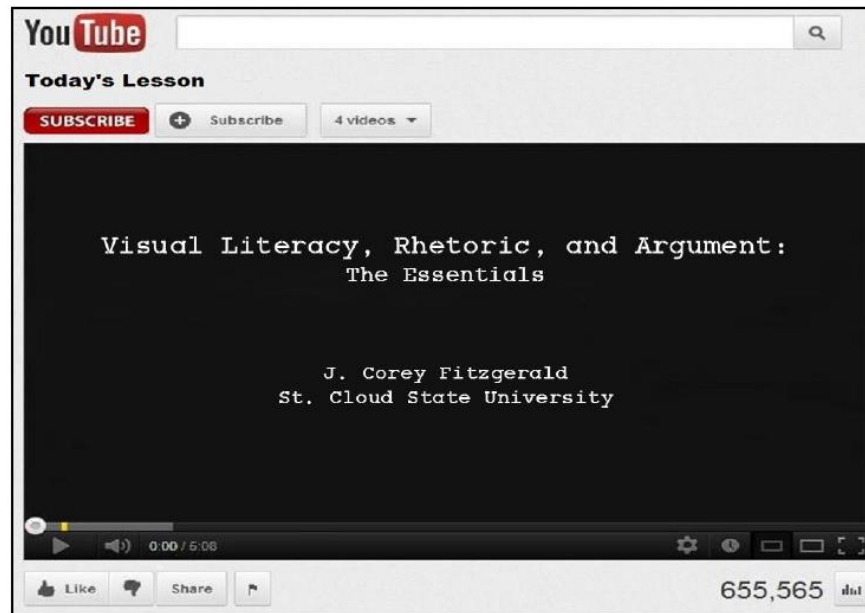 YouTube
Today's Lesson
SUBSCRIBE Subscribe 4 videos
Visual Literacy, Rhetoric, and Argument:
The Essentials
J. Corey Fitzgerald
St. Cloud State University
0:00 / 5:08
Like Share 655,565